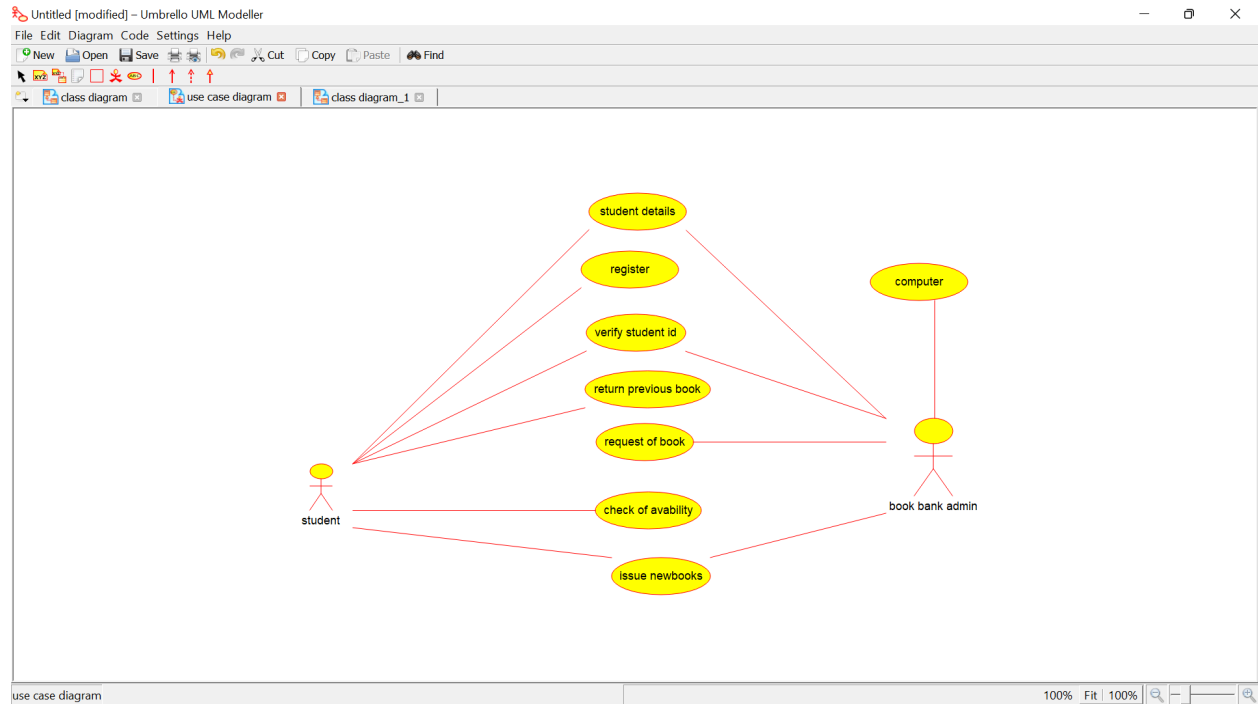 Untitled [modified] – Umbrello UML Modeller
File Edit Diagram Code Settings Help
New Open Save Cut Copy Paste Find
XYZ ABC
class diagram use case diagram class diagram_1
student details
register
computer
verify student id
return previous book
request of book
book bank admin
check of avability
student
issue newbooks
use case diagram 100% Fit 100%